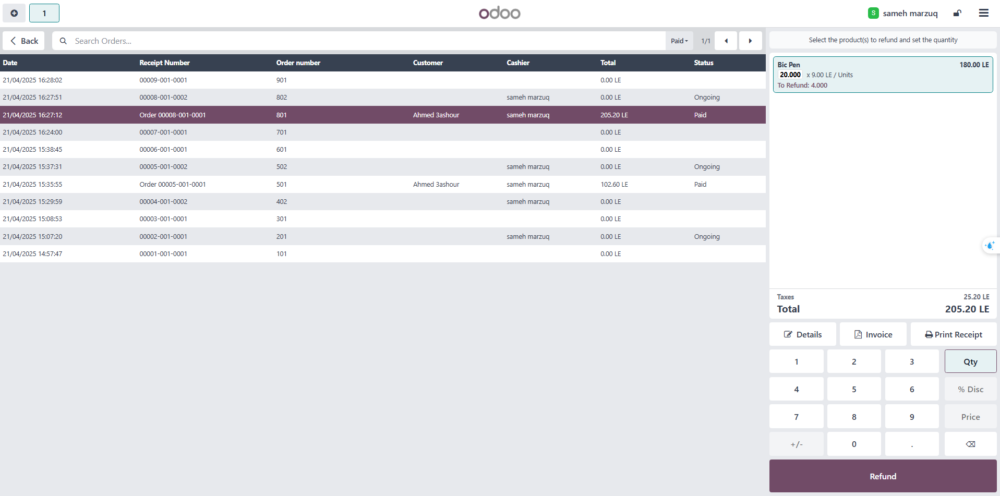 1
odoo
S sameh marzuq
Back
Search Orders...
Paid
1/1
Date Receipt Number Order number Customer Cashier Total Status
21/04/2025 16:28:02 00009-001-0001 901 0.00 LE
21/04/2025 16:27:51 00008-001-0002 802 sameh marzuq 0.00 LE Ongoing
21/04/2025 16:27:12 Order 00008-001-0001 801 Ahmed 3ashour sameh marzuq 205.20 LE Paid
21/04/2025 16:24:00 00007-001-0001 701 0.00 LE
21/04/2025 15:38:45 00006-001-0001 601 0.00 LE
21/04/2025 15:37:31 00005-001-0002 502 sameh marzuq 0.00 LE Ongoing
21/04/2025 15:35:55 Order 00005-001-0001 501 Ahmed 3ashour sameh marzuq 102.60 LE Paid
21/04/2025 15:29:59 00004-001-0002 402 sameh marzuq 0.00 LE
21/04/2025 15:08:53 00003-001-0001 301 0.00 LE
21/04/2025 15:07:20 00002-001-0001 201 sameh marzuq 0.00 LE Ongoing
21/04/2025 14:57:47 00001-001-0001 101 0.00 LE
Select the product(s) to refund and set the quantity
Bic Pen 180.00 LE
20.000 x 9.00 LE / Units
To Refund: 4.000
Taxes 25.20 LE
Total 205.20 LE
Details Invoice Print Receipt
1 2 3 Qty
4 5 6 % Disc
7 8 9 Price
+/- 0 . ⌫
Refund